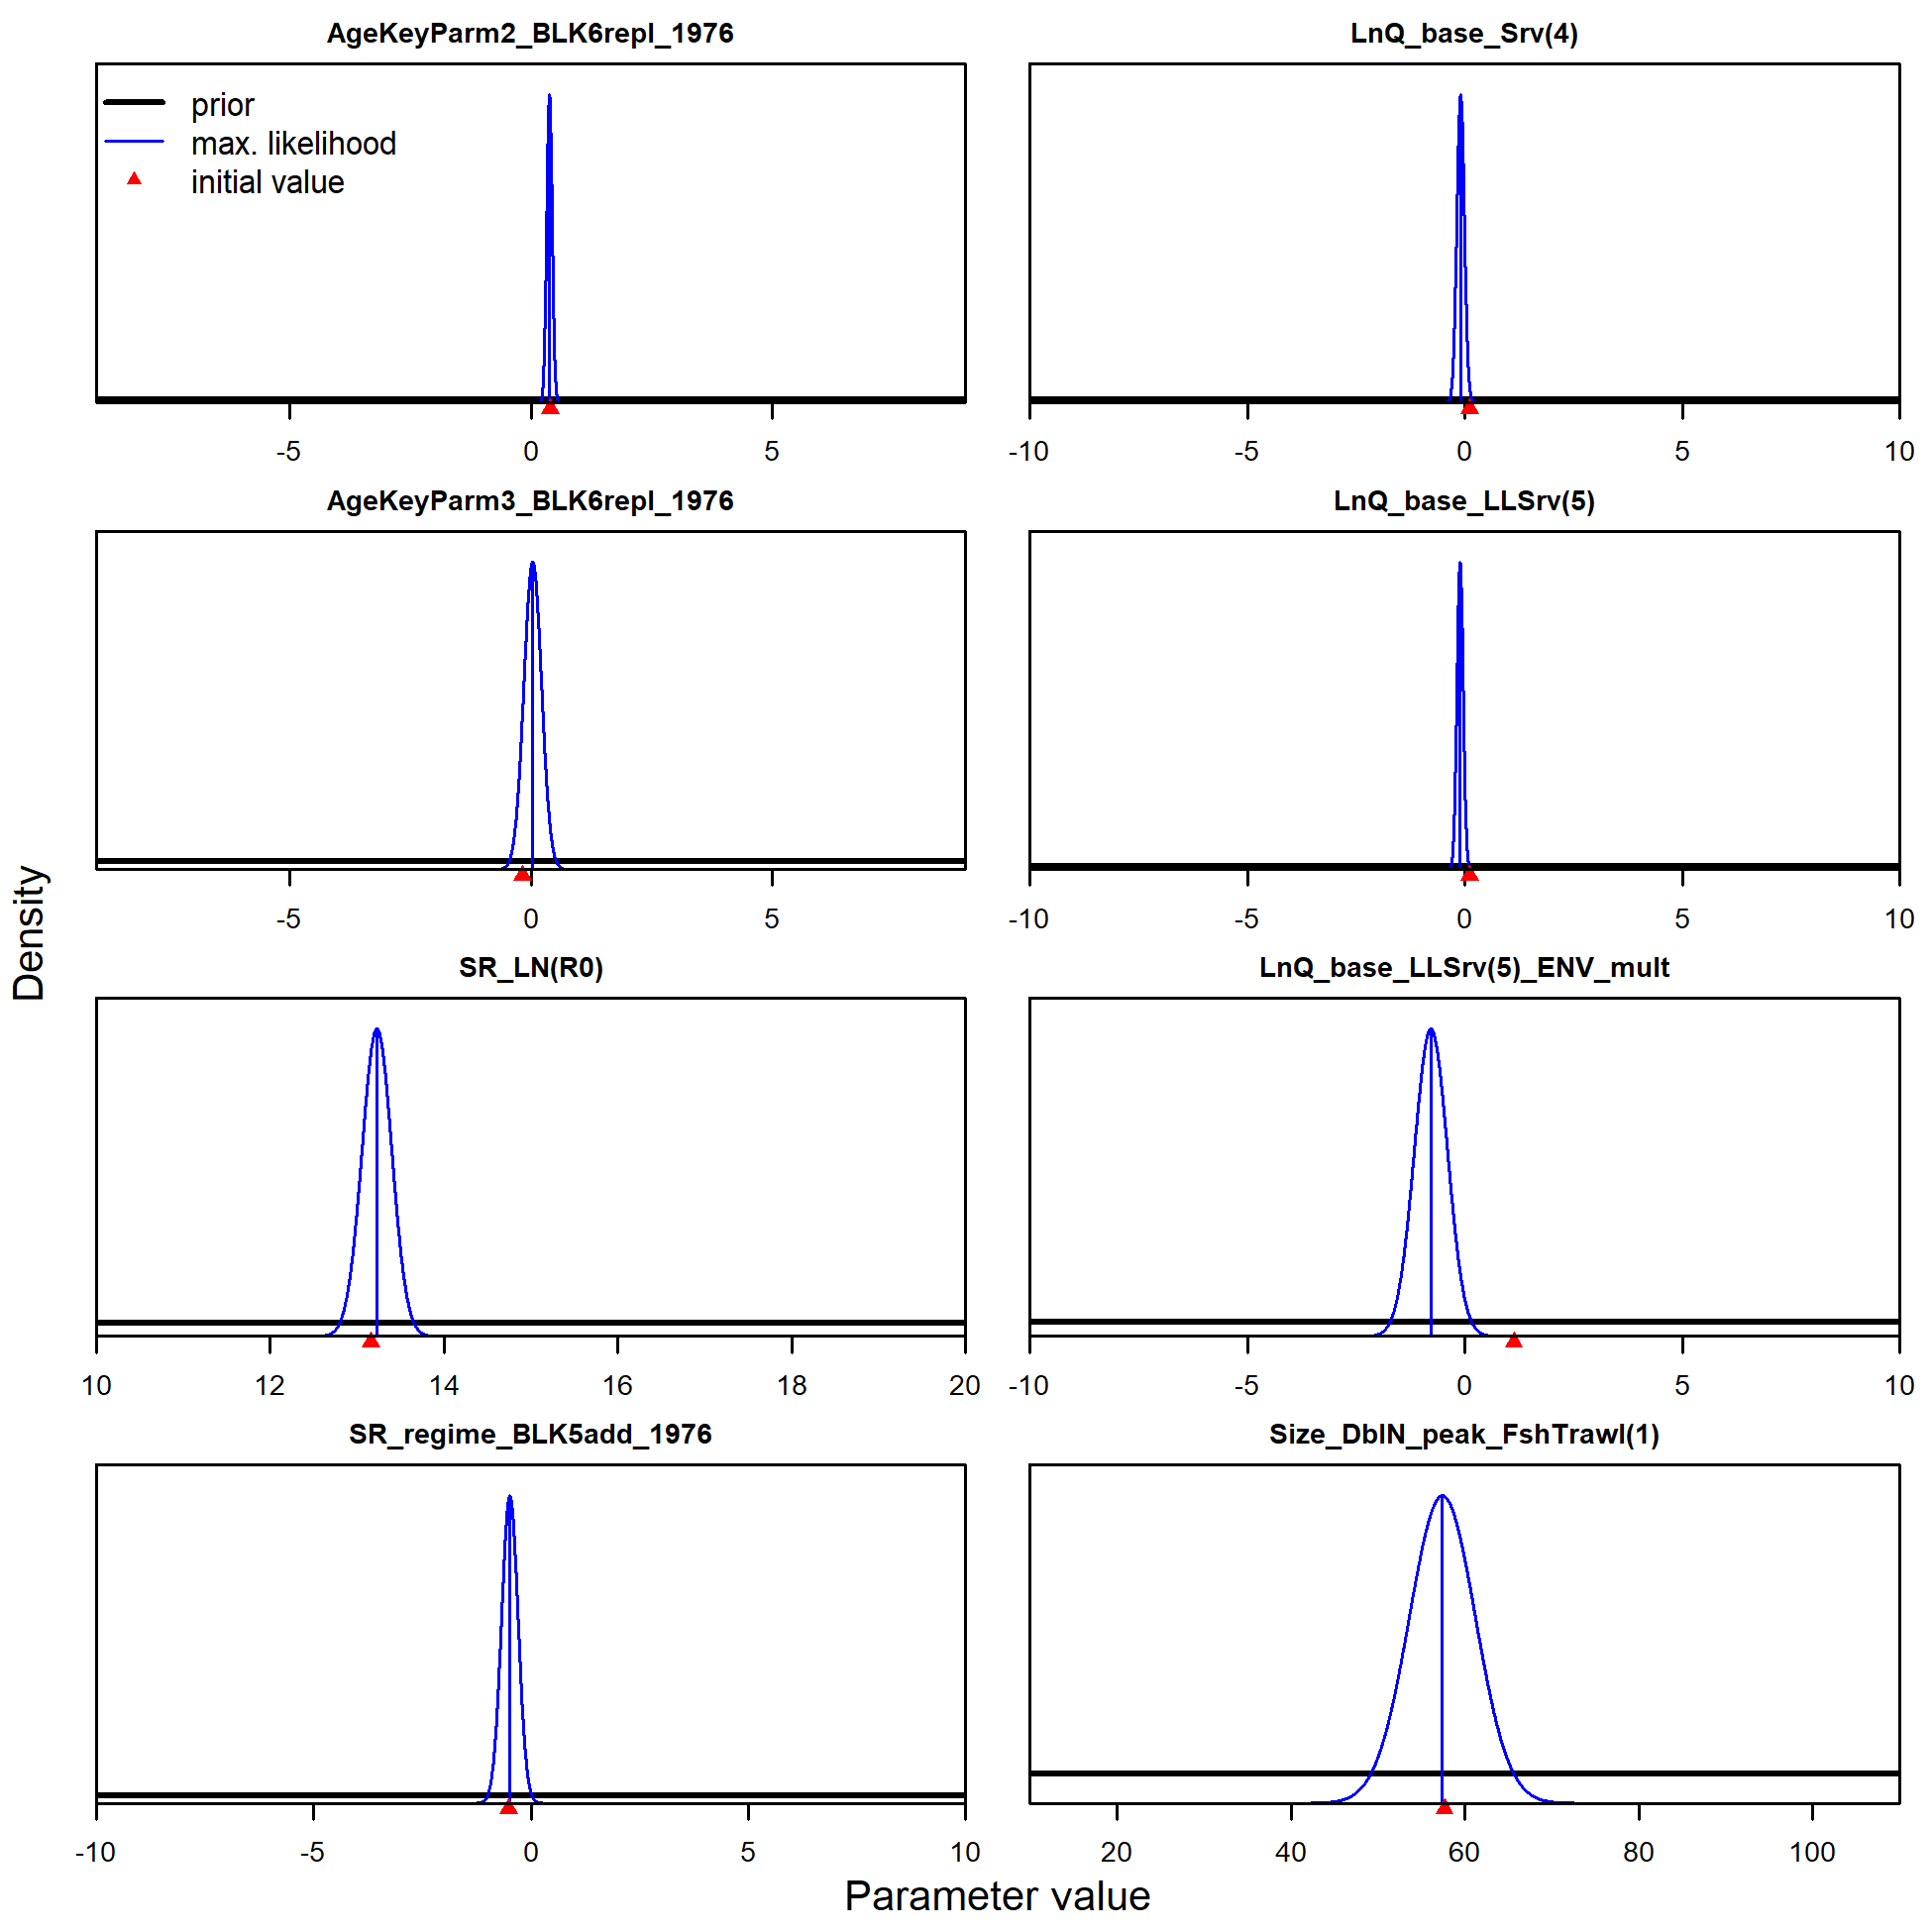 AgeKeyParm2_BLK6repl_1976
prior
max. likelihood
initial value
-5 0 5
LnQ_base_Srv(4)
-10 -5 0 5 10
AgeKeyParm3_BLK6repl_1976
-5 0 5
LnQ_base_LLSrv(5)
-10 -5 0 5 10
SR_LN(R0)
10 12 14 16 18 20
LnQ_base_LLSrv(5)_ENV_mult
-10 -5 0 5 10
SR_regime_BLK5add_1976
-10 -5 0 5 10
Size_DblN_peak_FshTrawl(1)
20 40 60 80 100
Density
Parameter value